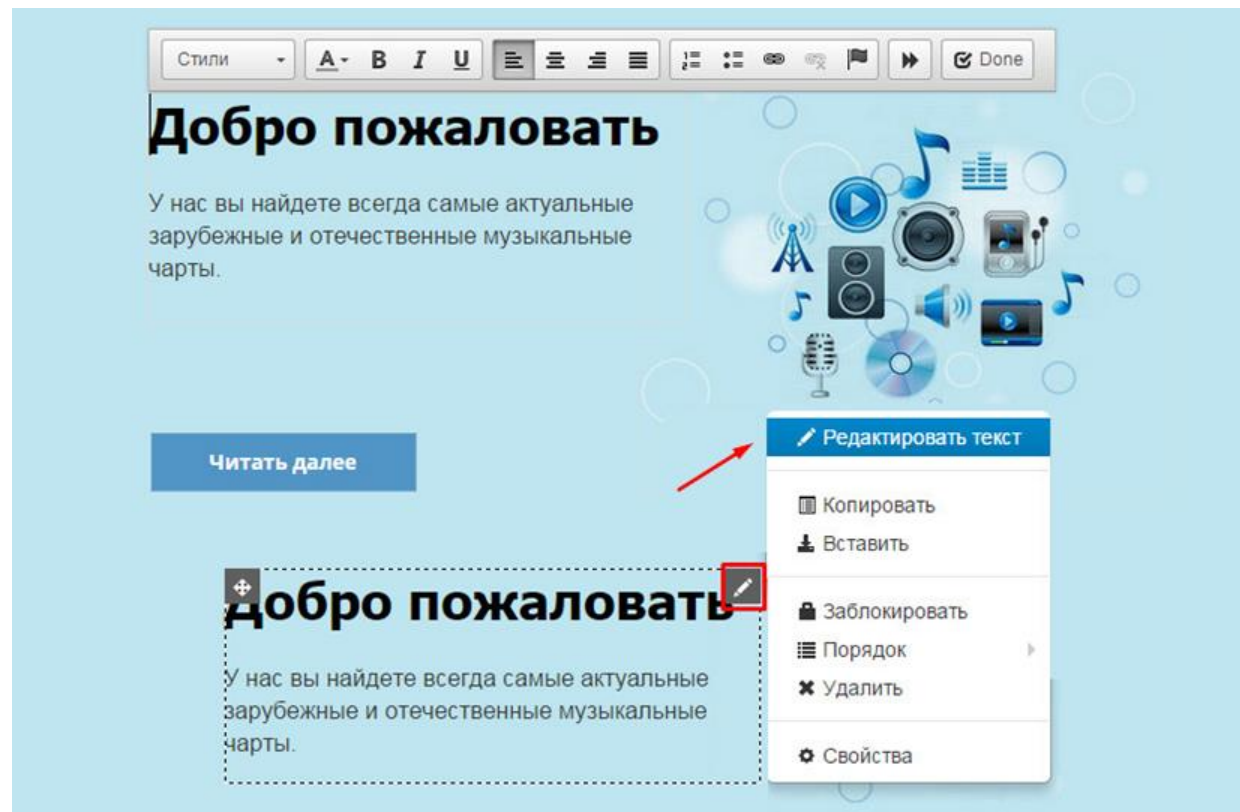 Стили A B I U Done
Добро пожаловать
У нас вы найдете всегда самые актуальные
зарубежные и отечественные музыкальные
чарты.
Читать далее
Редактировать текст
Копировать
Вставить
Заблокировать
Порядок
Удалить
Свойства
Добро пожаловать
У нас вы найдете всегда самые актуальные
зарубежные и отечественные музыкальные
чарты.